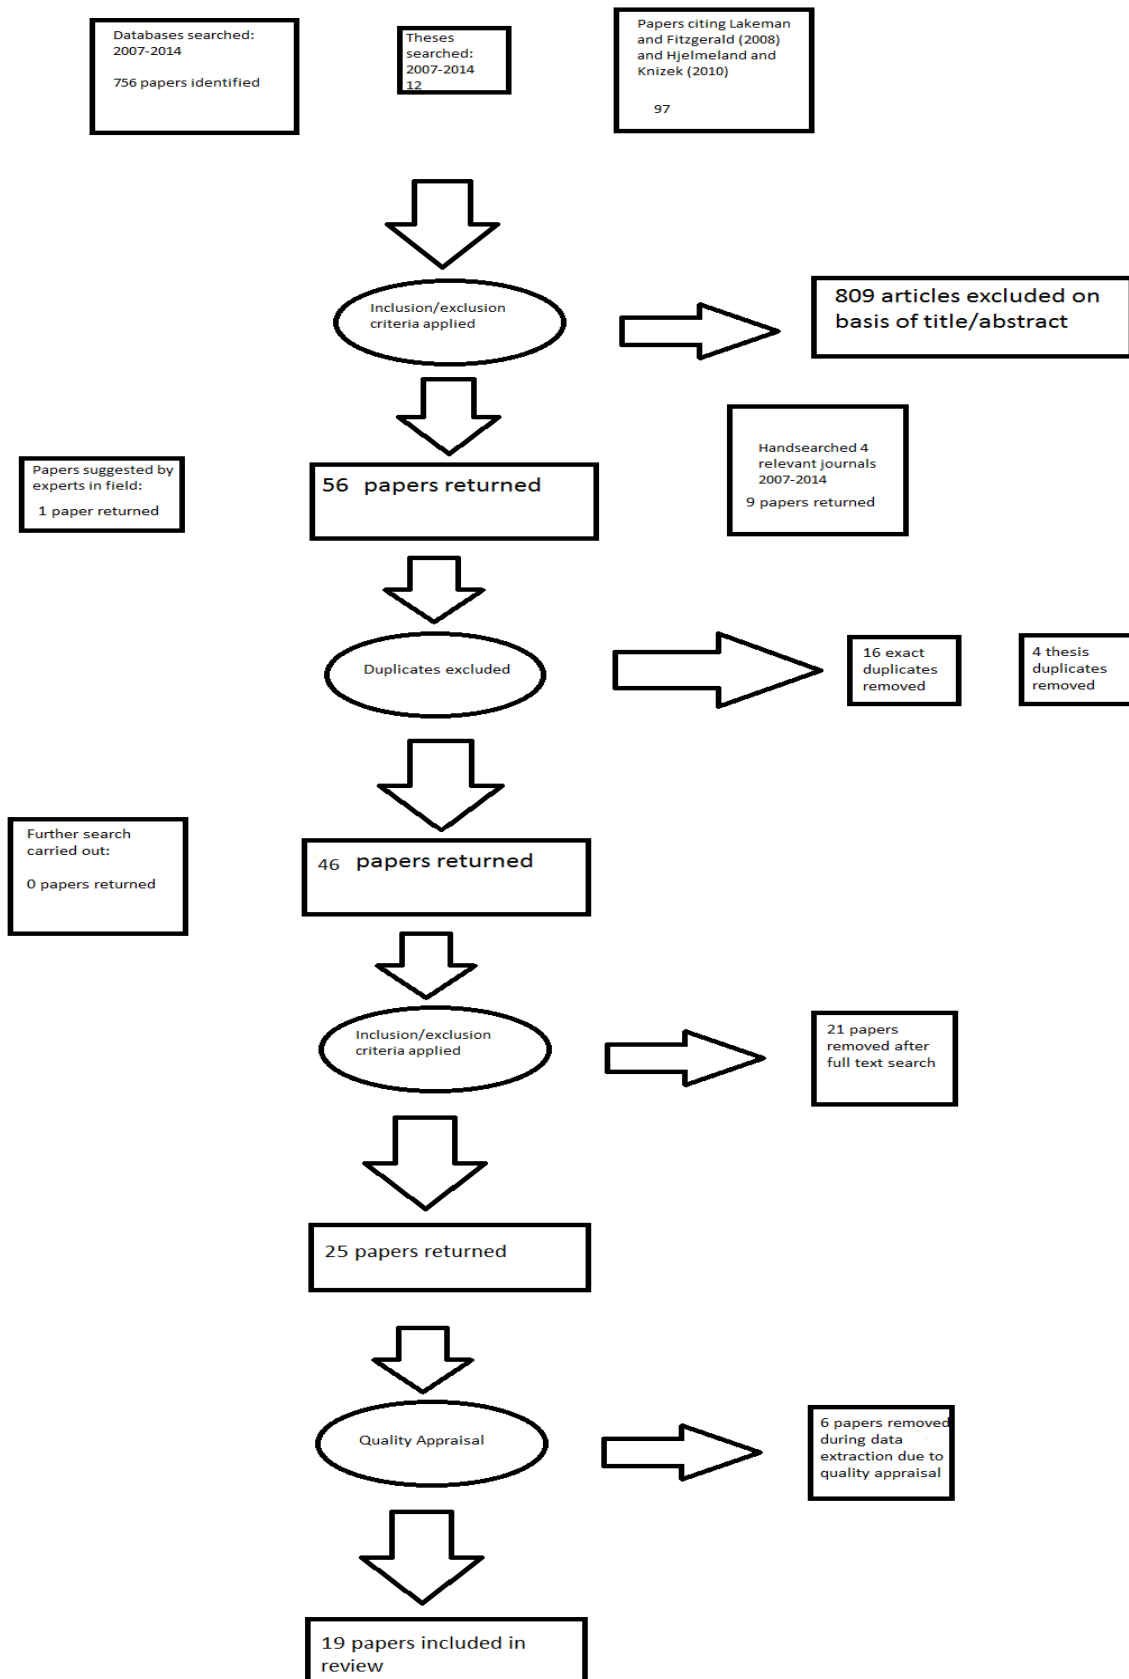 Databases searched:
2007-2014
756 papers identified
Theses
searched:
2007-2014
12
Papers citing Lakeman
and Fitzgerald (2008)
and Hjelmeland and
Knizek (2010)
97
Inclusion/exclusion
criteria applied
809 articles excluded on
basis of title/abstract
Papers suggested by
experts in field:
1 paper returned
56 papers returned
Handsearched 4
relevant journals
2007-2014
9 papers returned
Duplicates excluded
16 exact
duplicates
removed
4 thesis
duplicates
removed
Further search
carried out:
0 papers returned
46 papers returned
Inclusion/exclusion
criteria applied
21 papers
removed after
full text search
25 papers returned
Quality Appraisal
6 papers removed
during data
extraction due to
quality appraisal
19 papers included in
review